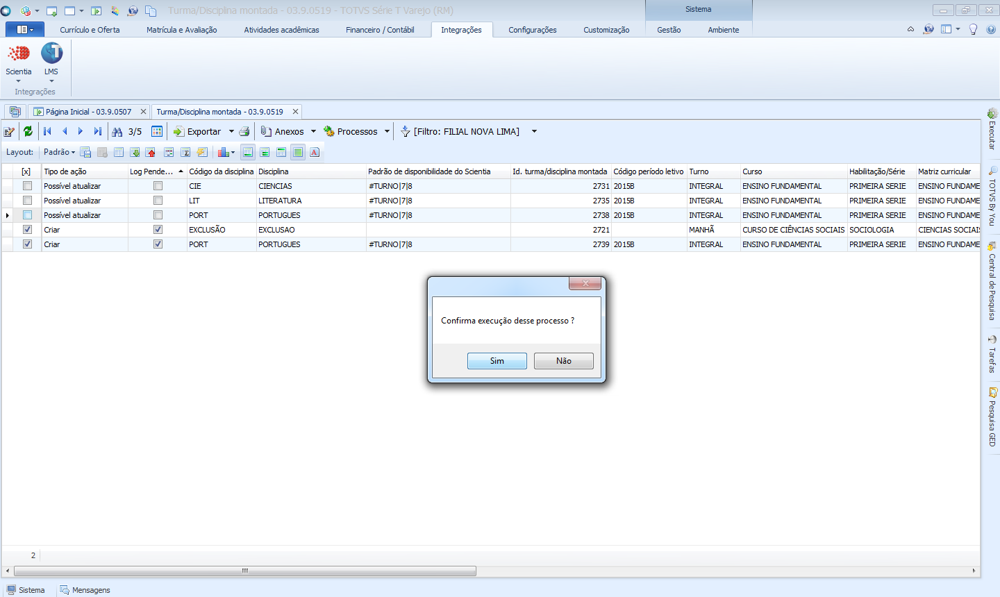 Turma/Disciplina montada - 03.9.0519 - TOTVS Série T Varejo (RM)
Sistema
Currículo e Oferta Matrícula e Avaliação Atividades acadêmicas Financeiro / Contábil Integrações Configurações Customização Gestão Ambiente
Scientia LMS
Integrações
Página Inicial - 03.9.0507 Turma/Disciplina montada - 03.9.0519
3/5 Exportar Anexos Processos [Filtro: FILIAL NOVA LIMA]
Layout: Padrão
[x] Tipo de ação Log Pende... Código da disciplina Disciplina Padrão de disponibilidade do Scientia Id. turma/disciplina montada Código período letivo Turno Curso Habilitação/Série Matriz curricular
Possível atualizar CIE CIENCIAS #TURNO|7|8 2731 2015B INTEGRAL ENSINO FUNDAMENTAL PRIMEIRA SERIE ENSINO FUNDAME
Possível atualizar LIT LITERATURA #TURNO|7|8 2735 2015B INTEGRAL ENSINO FUNDAMENTAL PRIMEIRA SERIE ENSINO FUNDAME
Possível atualizar PORT PORTUGUES #TURNO|7|8 2738 2015B INTEGRAL ENSINO FUNDAMENTAL PRIMEIRA SERIE ENSINO FUNDAME
Criar EXCLUSÃO EXCLUSAO 2721 MANHÃ CURSO DE CIÊNCIAS SOCIAIS SOCIOLOGIA CIENCIAS SOCIAIS
Criar PORT PORTUGUES #TURNO|7|8 2739 2015B INTEGRAL ENSINO FUNDAMENTAL PRIMEIRA SERIE ENSINO FUNDAME
Confirma execução desse processo ?
Sim Não
2
Sistema Mensagens
Executar
TOTVS By You
Central de Pesquisa
Tarefas
Pesquisa GED